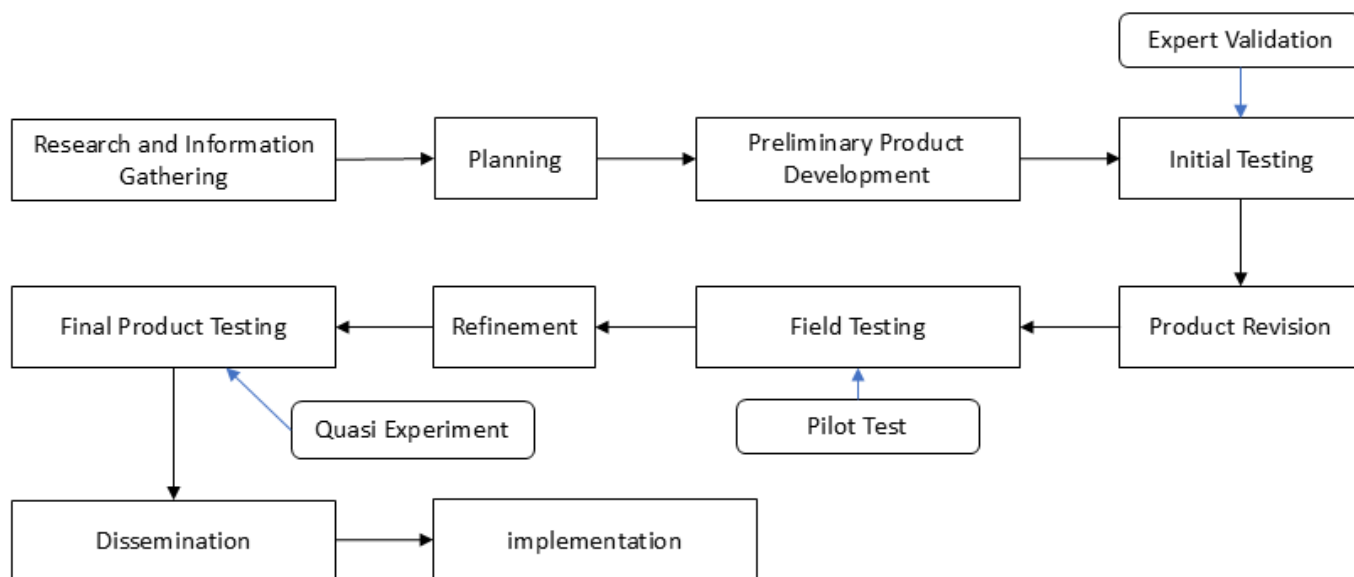 Expert Validation
Research and Information
Gathering
Planning
Preliminary Product
Development
Initial Testing
Final Product Testing
Refinement
Field Testing
Product Revision
Quasi Experiment
Pilot Test
Dissemination
implementation